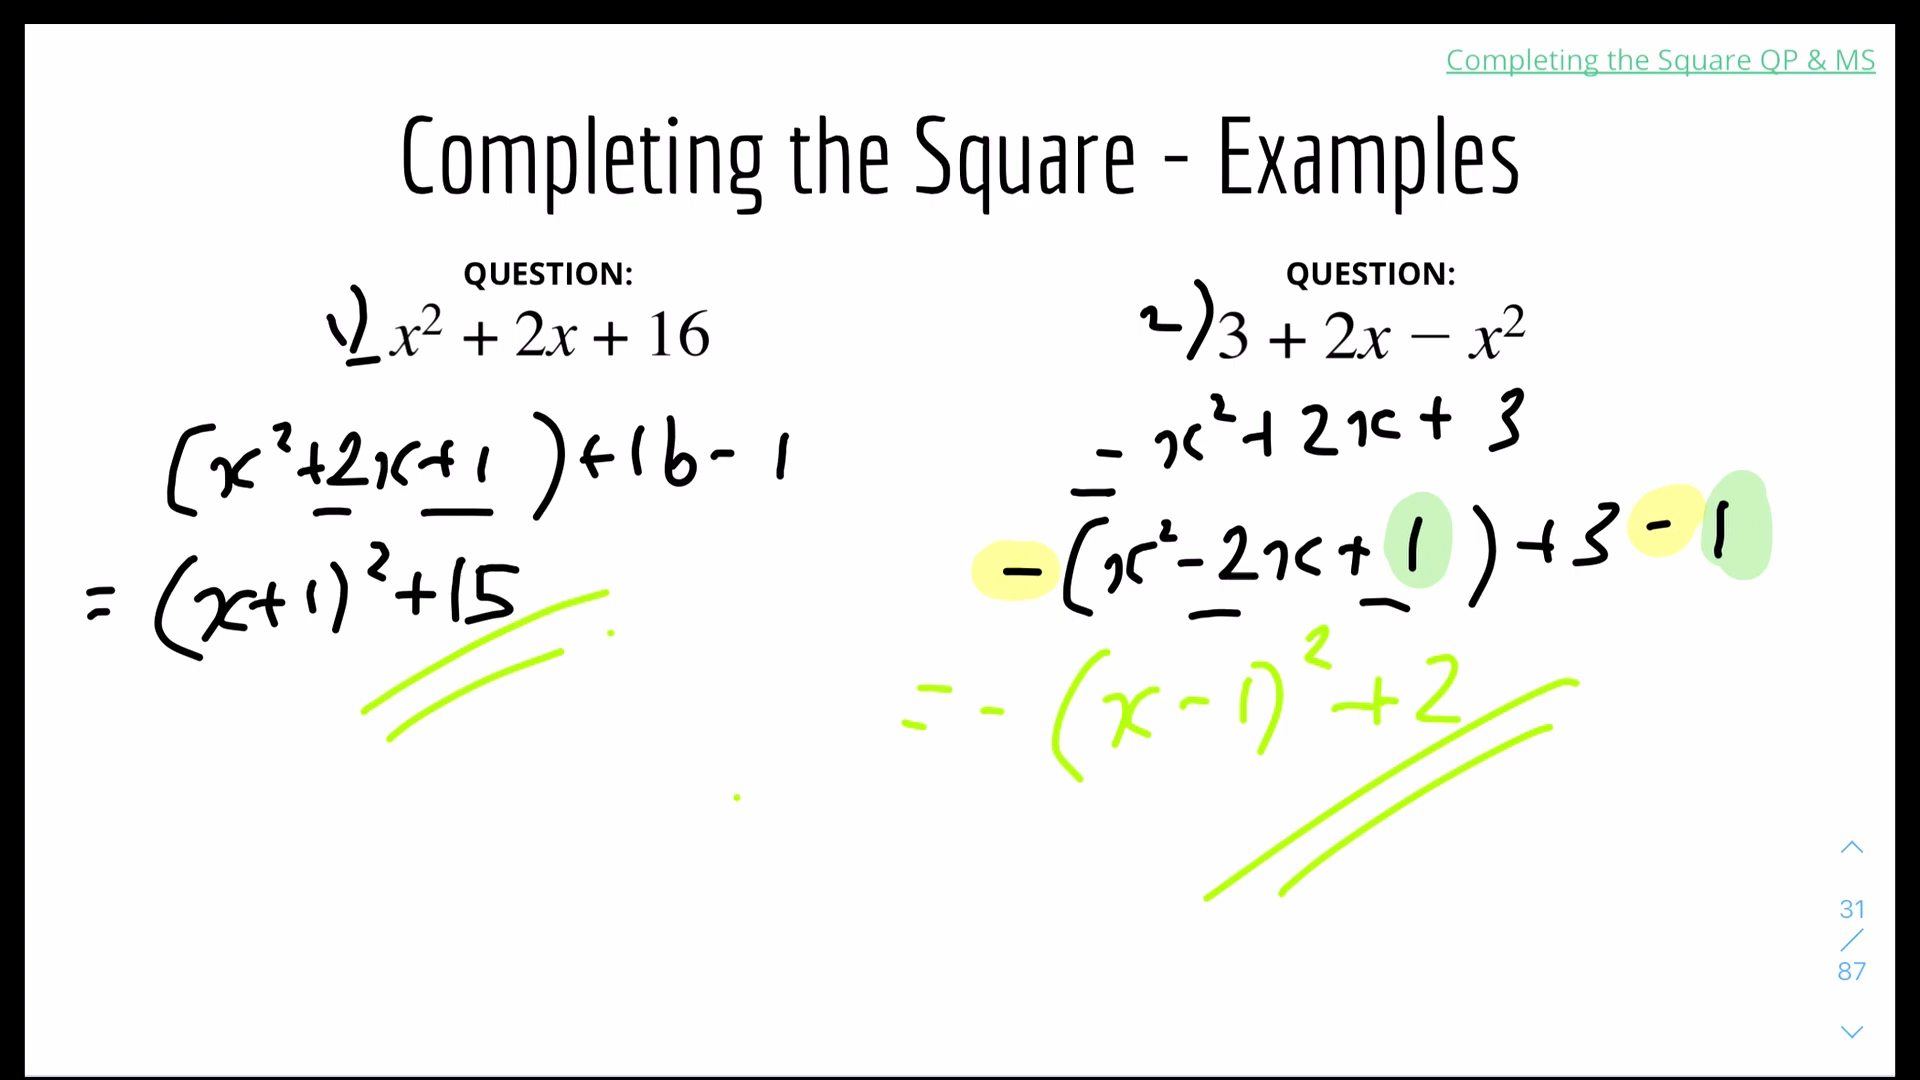 Completing the Square QP & MS
Completing the Square - Examples
QUESTION:
1) x² + 2x + 16
(x²+2x+1)+16-1
= (x+1)²+15
QUESTION:
2) 3 + 2x − x²
-x²+2x+3
-(x²-2x+1)+3-1
= -(x-1)²+2
31
/
87